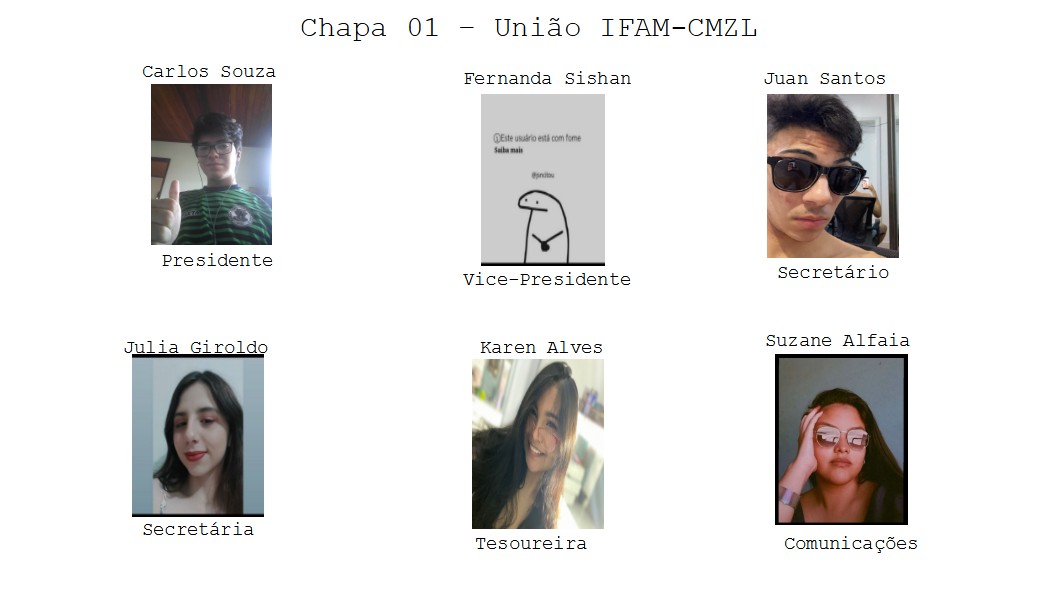 Chapa 01 – União IFAM-CMZL
Carlos Souza
Fernanda Sishan
Juan Santos
ⓘEste usuário está com fome
Saiba mais
@joncitou
Presidente
Vice-Presidente
Secretário
Julia Giroldo
Karen Alves
Suzane Alfaia
Secretária
Tesoureira
Comunicações